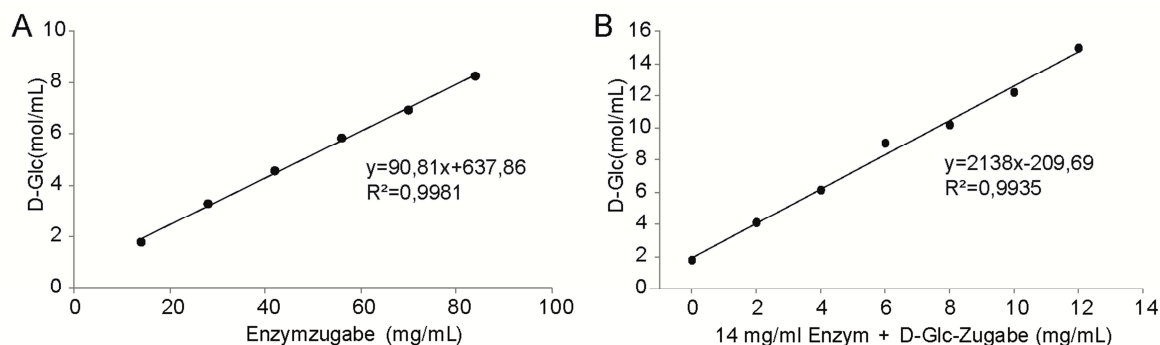 A
D-Glc(mol/mL)
10
8
6
4
2
0
y=90,81x+637,86
R²=0,9981
0 20 40 60 80 100
Enzymzugabe (mg/mL)
B
D-Glc(mol/mL)
16
14
12
10
8
6
4
2
0
y=2138x-209,69
R²=0,9935
0 2 4 6 8 10 12 14
14 mg/ml Enzym + D-Glc-Zugabe (mg/mL)